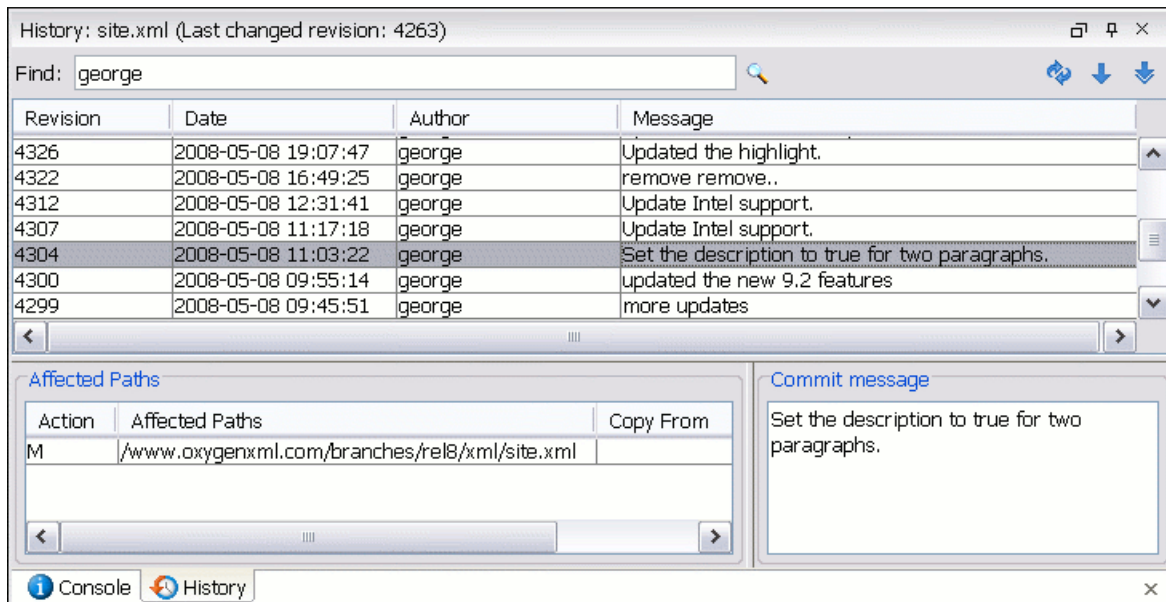 History: site.xml (Last changed revision: 4263)
Find: george
Revision Date Author Message
4326 2008-05-08 19:07:47 george Updated the highlight.
4322 2008-05-08 16:49:25 george remove remove..
4312 2008-05-08 12:31:41 george Update Intel support.
4307 2008-05-08 11:17:18 george Update Intel support.
4304 2008-05-08 11:03:22 george Set the description to true for two paragraphs.
4300 2008-05-08 09:55:14 george updated the new 9.2 features
4299 2008-05-08 09:45:51 george more updates
Affected Paths
Action Affected Paths Copy From
M /www.oxygenxml.com/branches/rel8/xml/site.xml
Commit message
Set the description to true for two
paragraphs.
Console History